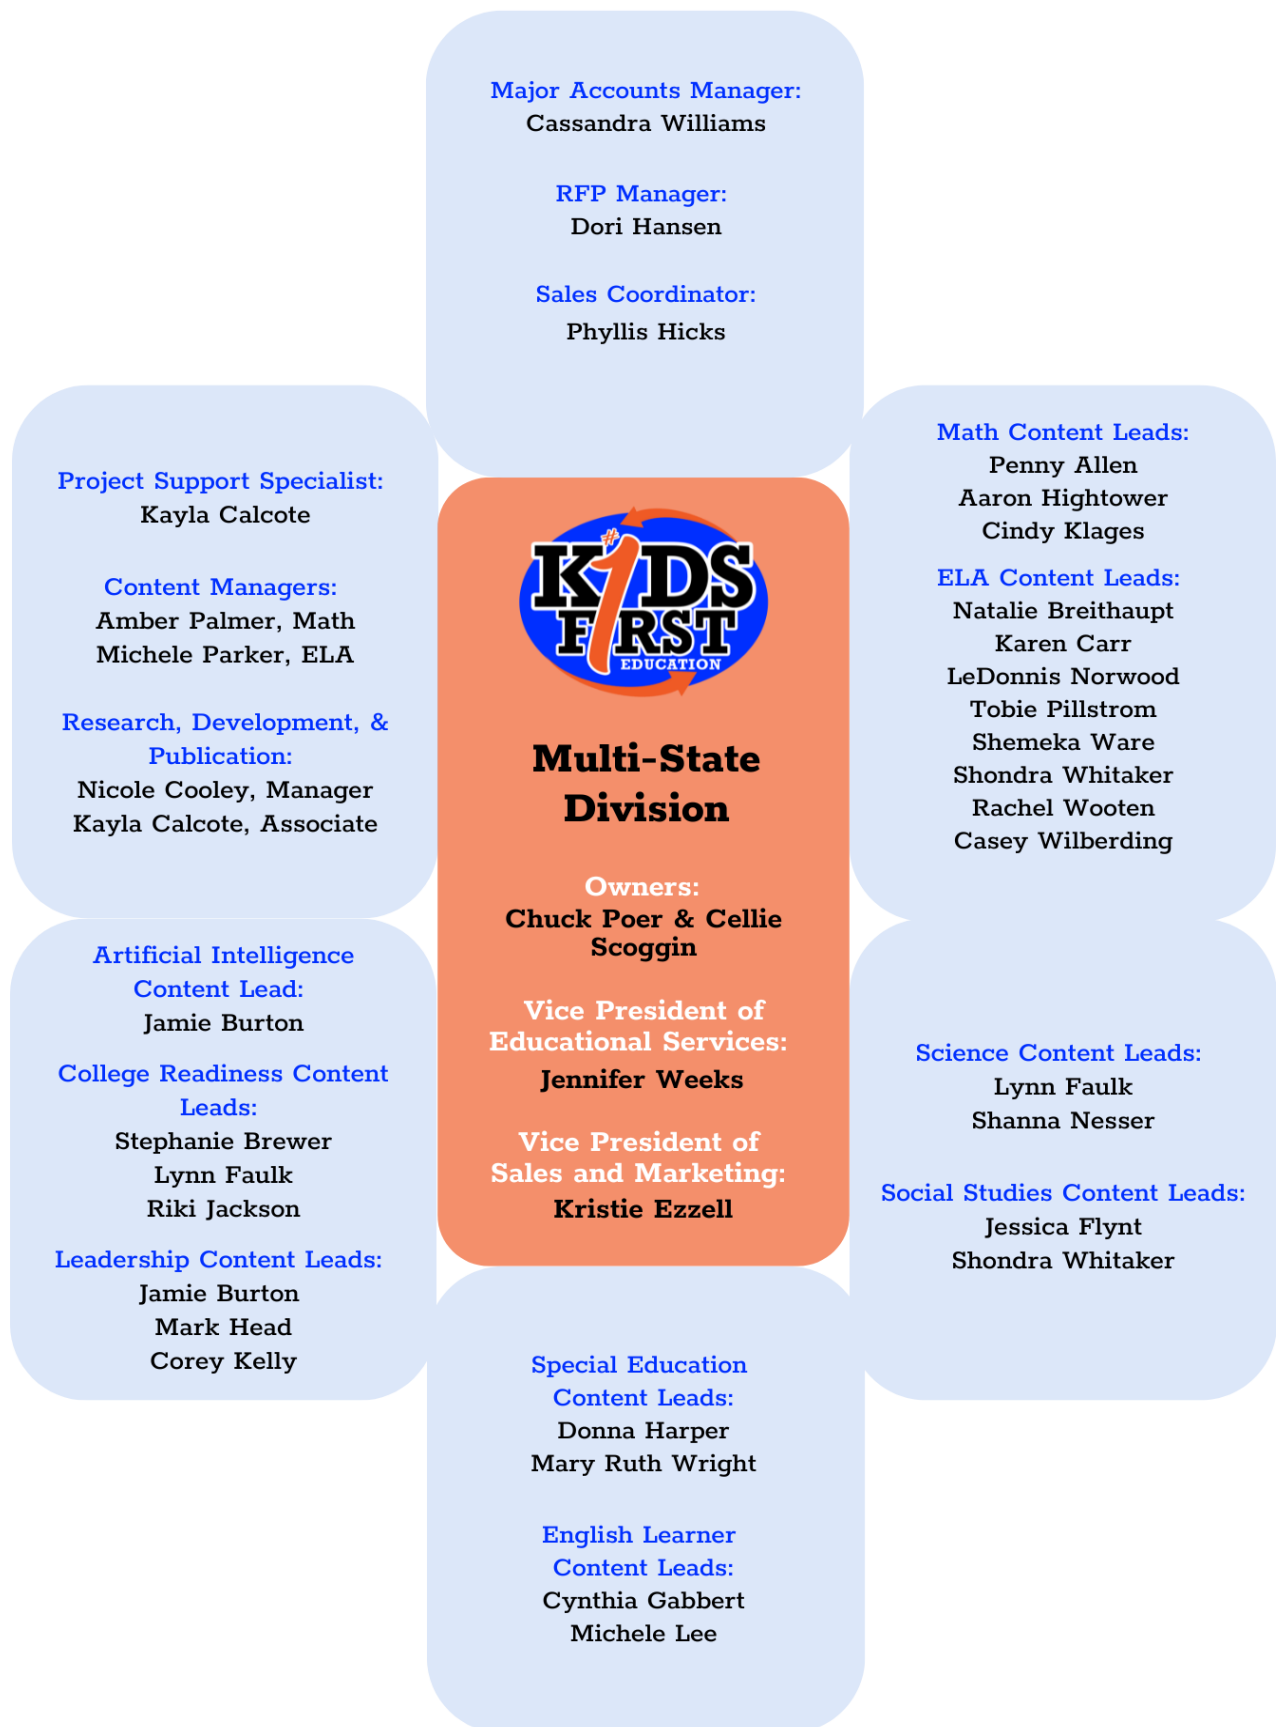 Major Accounts Manager:
Cassandra Williams
RFP Manager:
Dori Hansen
Sales Coordinator:
Phyllis Hicks
Project Support Specialist:
Kayla Calcote
Content Managers:
Amber Palmer, Math
Michele Parker, ELA
Research, Development, &
Publication:
Nicole Cooley, Manager
Kayla Calcote, Associate
Artificial Intelligence
Content Lead:
Jamie Burton
College Readiness Content
Leads:
Stephanie Brewer
Lynn Faulk
Riki Jackson
Leadership Content Leads:
Jamie Burton
Mark Head
Corey Kelly
#
K1DS
F1RST
EDUCATION
Multi-State
Division
Owners:
Chuck Poer & Cellie
Scoggin
Vice President of
Educational Services:
Jennifer Weeks
Vice President of
Sales and Marketing:
Kristie Ezzell
Math Content Leads:
Penny Allen
Aaron Hightower
Cindy Klages
ELA Content Leads:
Natalie Breithaupt
Karen Carr
LeDonnis Norwood
Tobie Pillstrom
Shemeka Ware
Shondra Whitaker
Rachel Wooten
Casey Wilberding
Science Content Leads:
Lynn Faulk
Shanna Nesser
Social Studies Content Leads:
Jessica Flynt
Shondra Whitaker
Special Education
Content Leads:
Donna Harper
Mary Ruth Wright
English Learner
Content Leads:
Cynthia Gabbert
Michele Lee